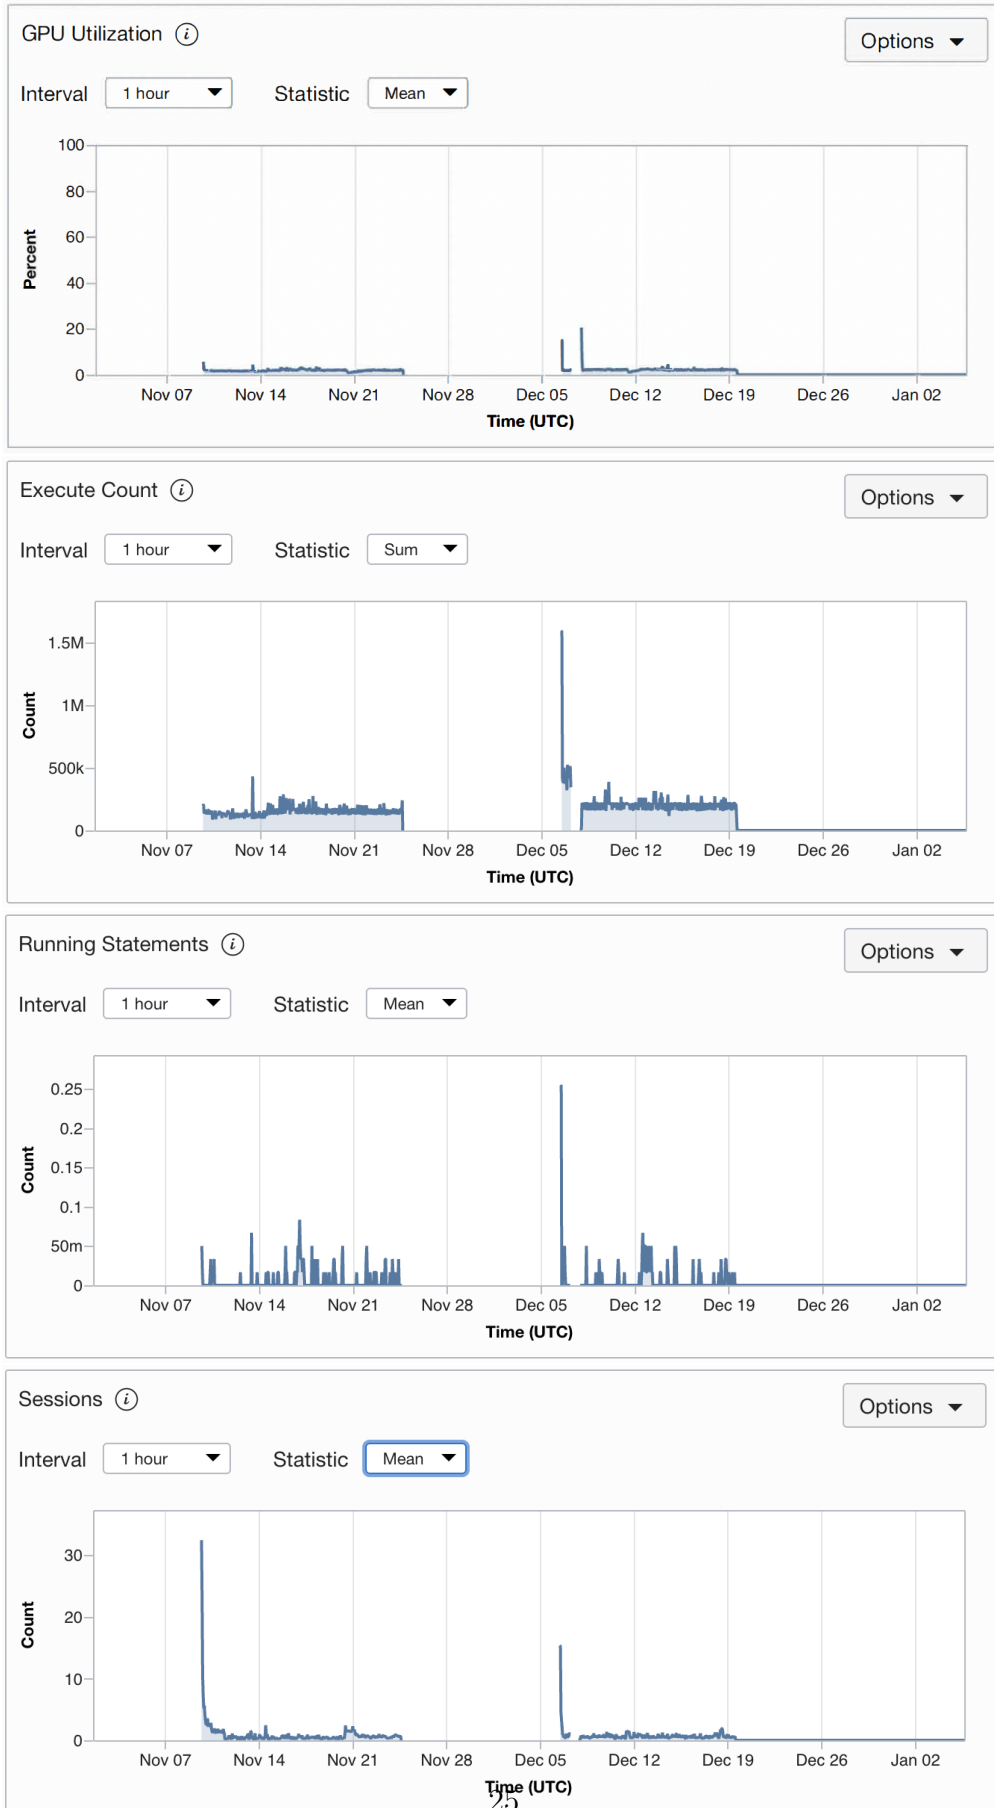 GPU Utilization i Options
Interval 1 hour Statistic Mean
100
80
60
40
20
0
Percent
Nov 07 Nov 14 Nov 21 Nov 28 Dec 05 Dec 12 Dec 19 Dec 26 Jan 02
Time (UTC)
Execute Count i Options
Interval 1 hour Statistic Sum
1.5M
1M
500k
0
Count
Nov 07 Nov 14 Nov 21 Nov 28 Dec 05 Dec 12 Dec 19 Dec 26 Jan 02
Time (UTC)
Running Statements i Options
Interval 1 hour Statistic Mean
0.25
0.2
0.15
0.1
50m
0
Count
Nov 07 Nov 14 Nov 21 Nov 28 Dec 05 Dec 12 Dec 19 Dec 26 Jan 02
Time (UTC)
Sessions i Options
Interval 1 hour Statistic Mean
30
20
10
0
Count
Nov 07 Nov 14 Nov 21 Nov 28 Dec 05 Dec 12 Dec 19 Dec 26 Jan 02
Time (UTC)
25